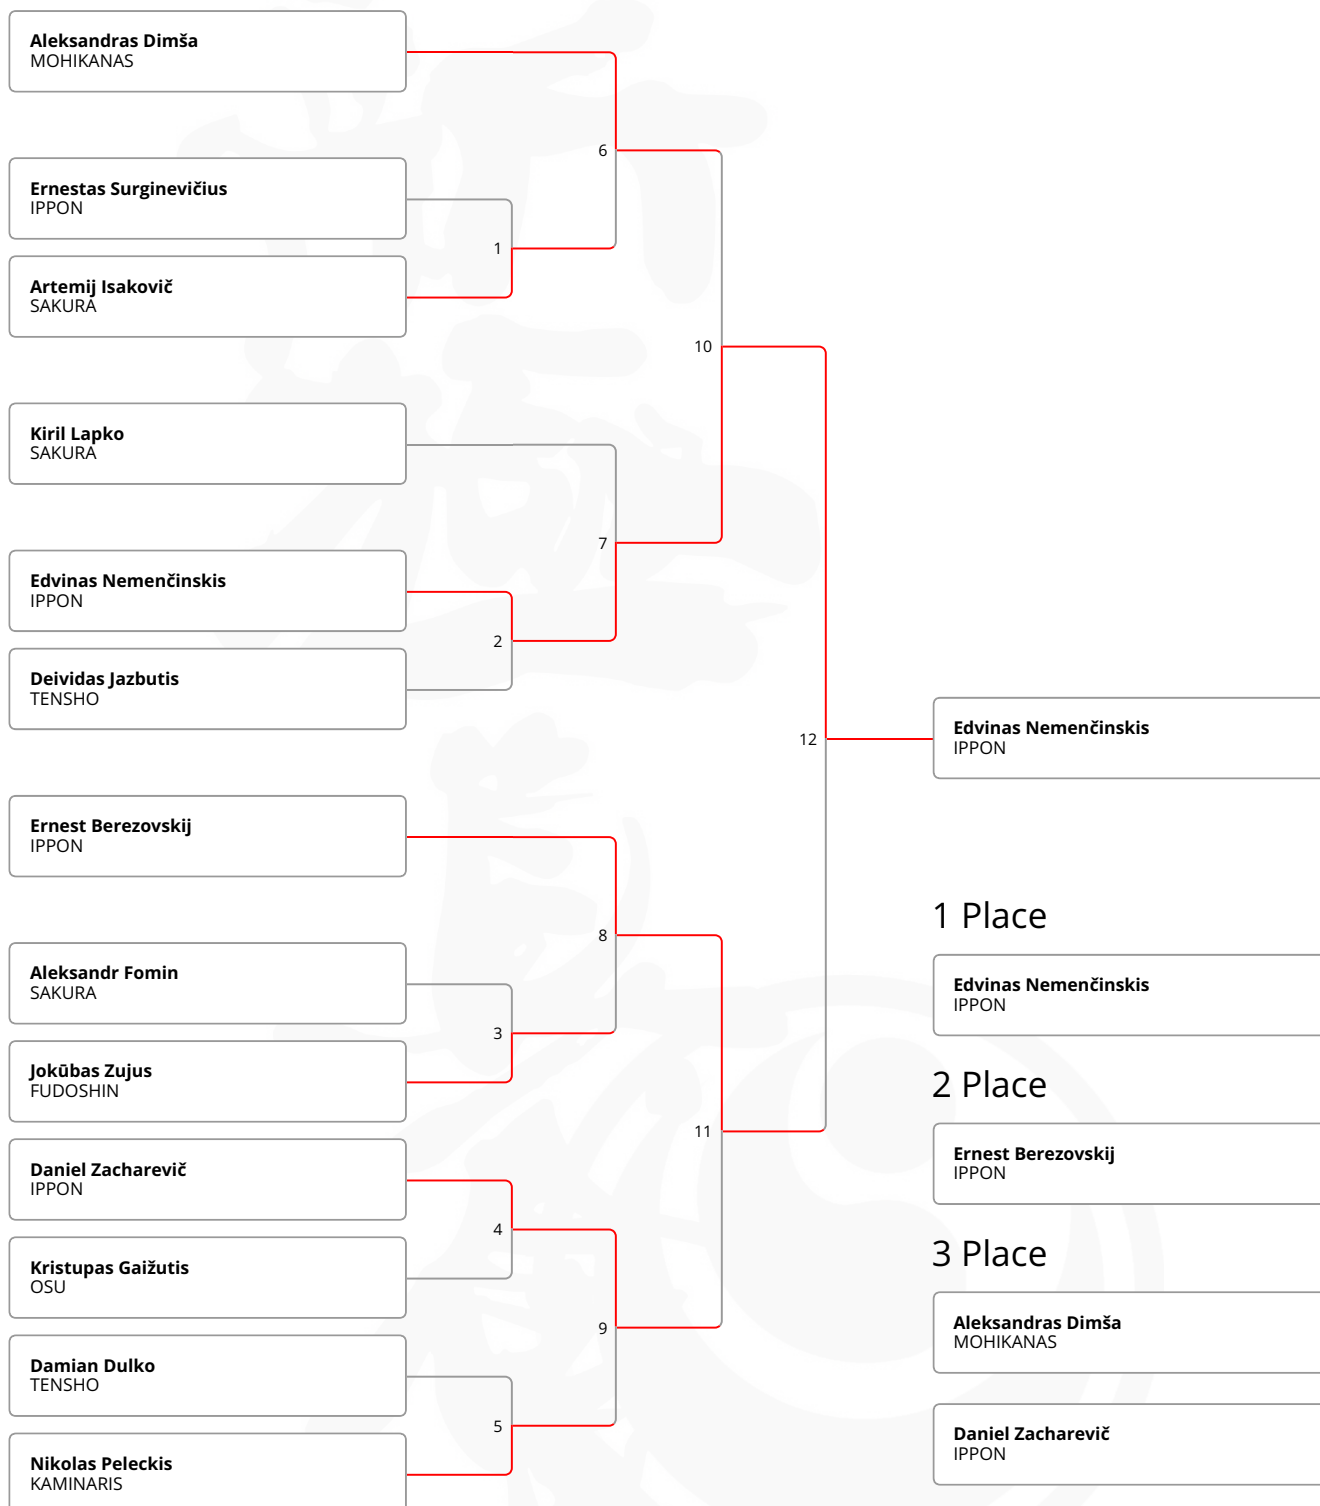 Aleksandras Dimša
MOHIKANAS
6
Ernestas Surginevičius
IPPON
1
Artemij Isakovič
SAKURA
10
Kiril Lapko
SAKURA
7
Edvinas Nemenčinskis
IPPON
2
Deividas Jazbutis
TENSHO
12
Edvinas Nemenčinskis
IPPON
Ernest Berezovskij
IPPON
8
Aleksandr Fomin
SAKURA
3
Jokūbas Zujus
FUDOSHIN
11
Daniel Zacharevič
IPPON
4
Kristupas Gaižutis
OSU
9
Damian Dulko
TENSHO
5
Nikolas Peleckis
KAMINARIS
1 Place
Edvinas Nemenčinskis
IPPON
2 Place
Ernest Berezovskij
IPPON
3 Place
Aleksandras Dimša
MOHIKANAS
Daniel Zacharevič
IPPON